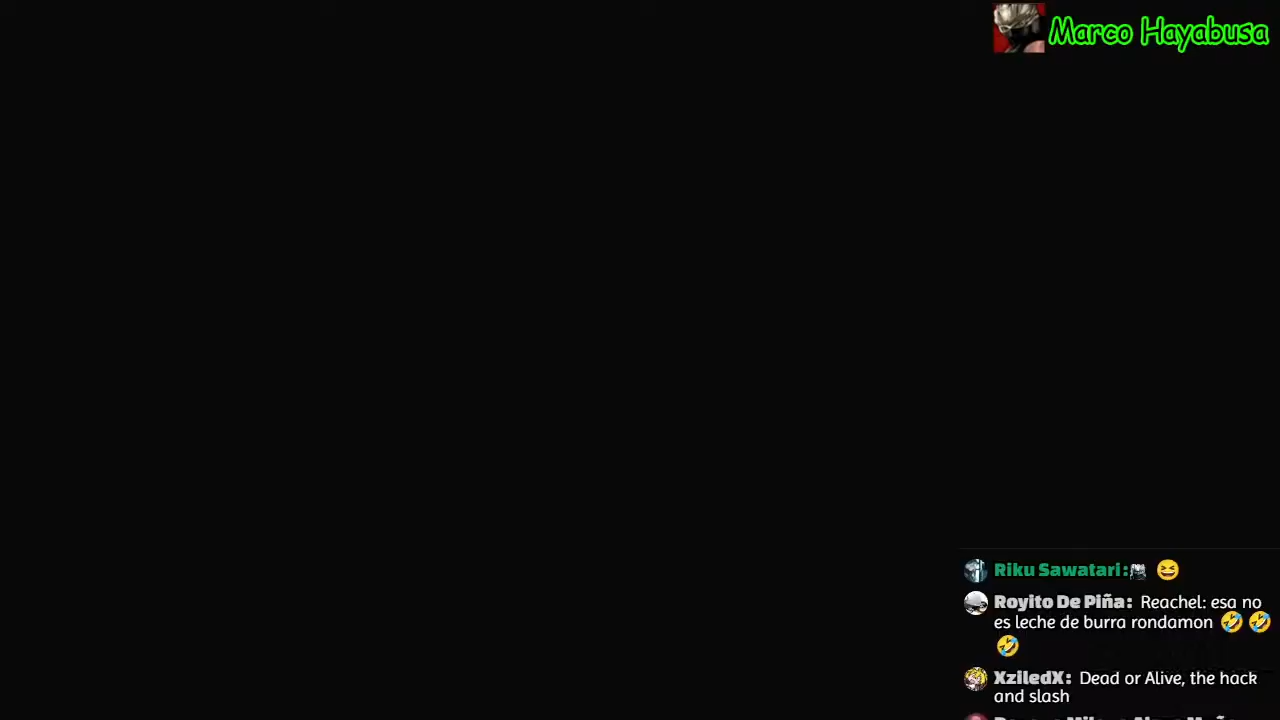 Marco Hayabusa
Riku Sawatari: 😆
Royito De Piña: Reachel: esa no
es leche de burra rondamon 🤣🤣
🤣
XziledX: Dead or Alive, the hack
and slash